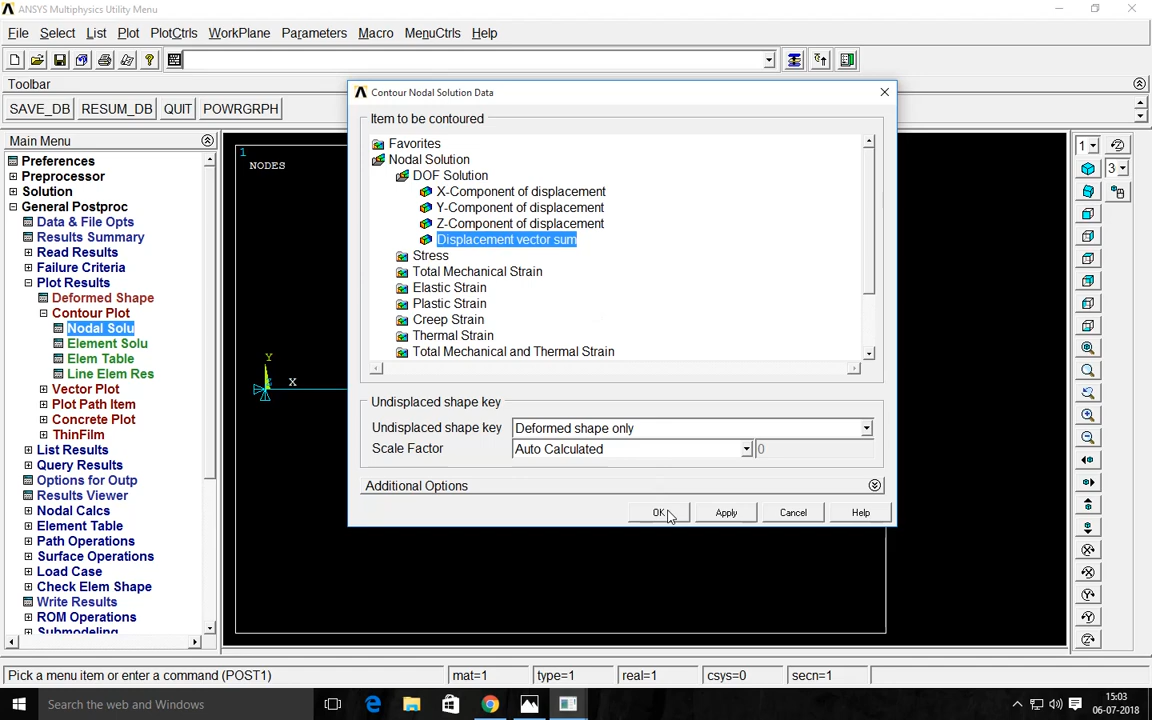 ANSYS Multiphysics Utility Menu
File Select List Plot PlotCtrls WorkPlane Parameters Macro MenuCtrls Help
Toolbar
SAVE_DB RESUM_DB QUIT POWRGRPH
Main Menu
Preferences
Preprocessor
Solution
General Postproc
Data & File Opts
Results Summary
Read Results
Failure Criteria
Plot Results
Deformed Shape
Contour Plot
Nodal Solu
Element Solu
Elem Table
Line Elem Res
Vector Plot
Plot Path Item
Concrete Plot
ThinFilm
List Results
Query Results
Options for Outp
Results Viewer
Nodal Calcs
Element Table
Path Operations
Surface Operations
Load Case
Check Elem Shape
Write Results
ROM Operations
Submodeling
1
NODES
Y
X
Contour Nodal Solution Data
Item to be contoured
Favorites
Nodal Solution
DOF Solution
X-Component of displacement
Y-Component of displacement
Z-Component of displacement
Displacement vector sum
Stress
Total Mechanical Strain
Elastic Strain
Plastic Strain
Creep Strain
Thermal Strain
Total Mechanical and Thermal Strain
Undisplaced shape key
Undisplaced shape key Deformed shape only
Scale Factor Auto Calculated 0
Additional Options
OK Apply Cancel Help
1
3
Pick a menu item or enter a command (POST1) mat=1 type=1 real=1 csys=0 secn=1
Search the web and Windows
15:03
06-07-2018